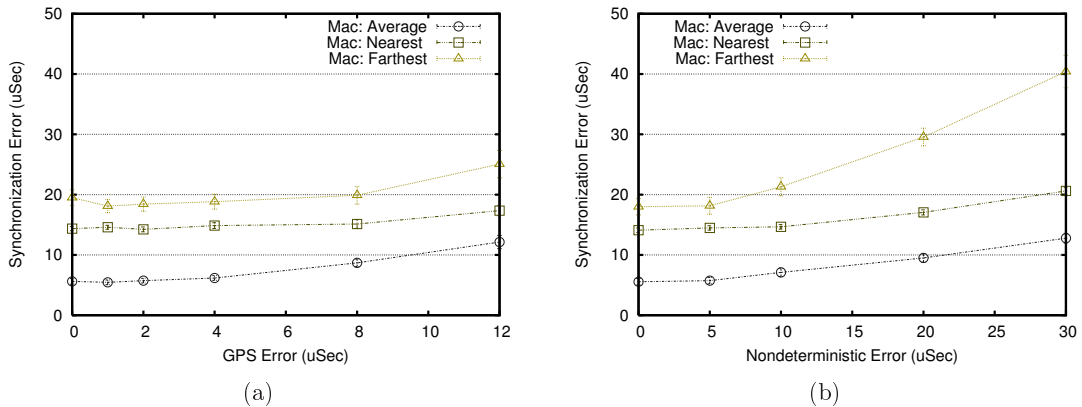 50
40
30
20
10
0
Synchronization Error (uSec)
Mac: Average
Mac: Nearest
Mac: Farthest
0 2 4 6 8 10 12
GPS Error (uSec)
(a)
50
40
30
20
10
0
Synchronization Error (uSec)
Mac: Average
Mac: Nearest
Mac: Farthest
0 5 10 15 20 25 30
Nondeterministic Error (uSec)
(b)